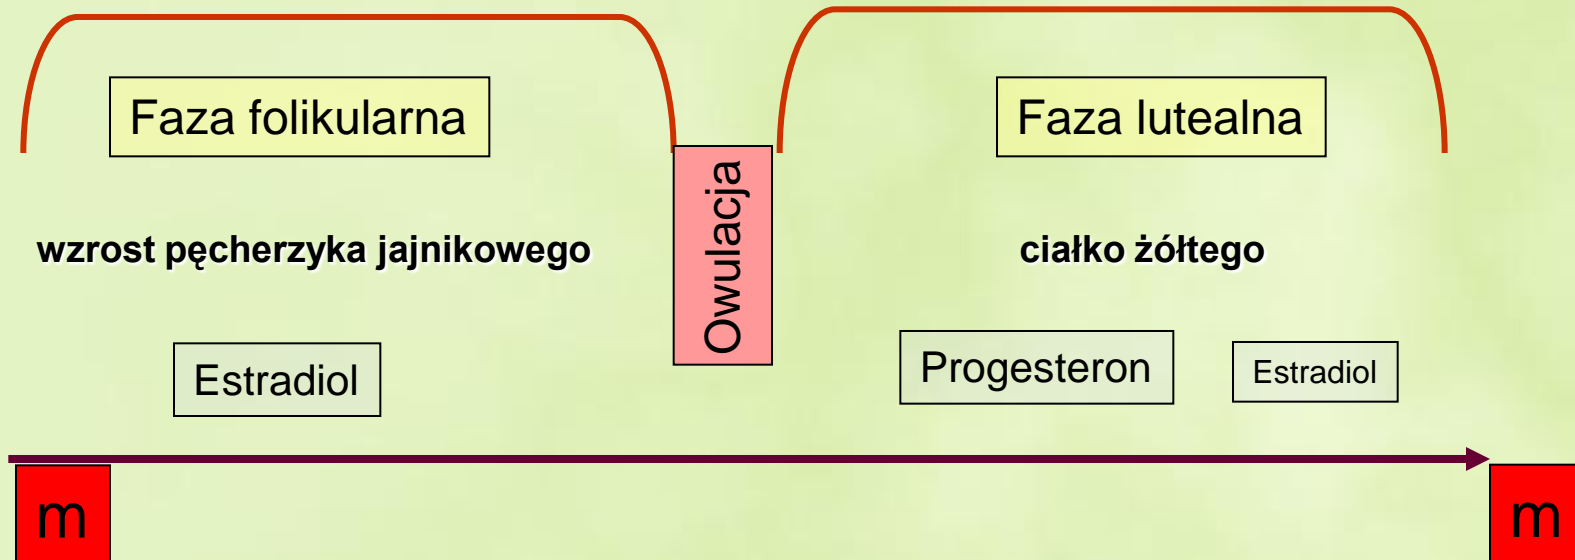 Faza folikularna
Faza lutealna
Owulacja
wzrost pęcherzyka jajnikowego
ciałko żółtego
Estradiol
Progesteron
Estradiol
m
m